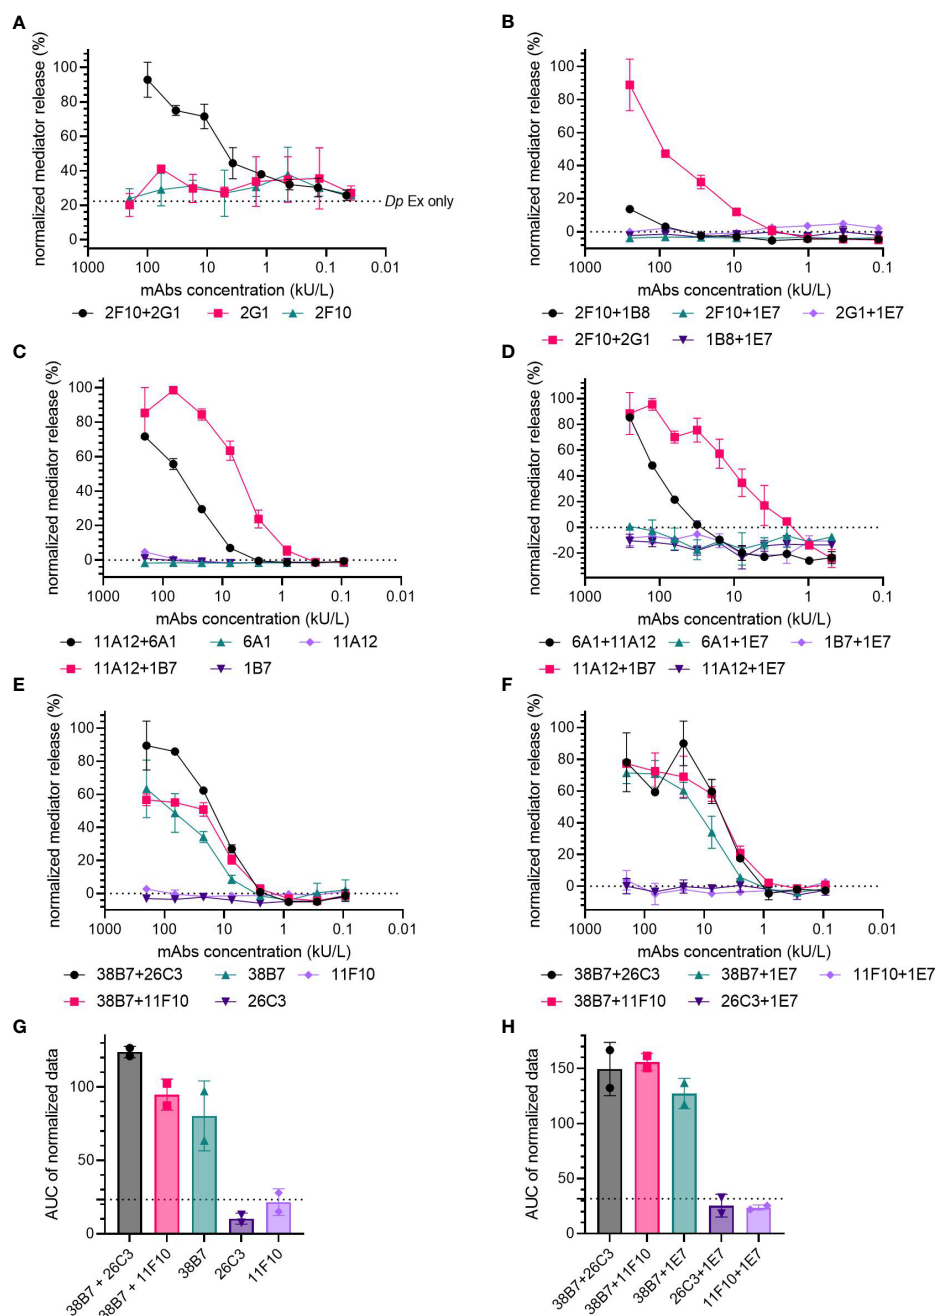 A
normalized mediator release (%)
100
80
60
40
20
0
Dp Ex only
1000
100
10
1
0.1
0.01
mAbs concentration (kU/L)
2F10+2G1
2G1
2F10
B
normalized mediator release (%)
100
80
60
40
20
0
1000
100
10
1
0.1
mAbs concentration (kU/L)
2F10+1B8
2F10+1E7
2G1+1E7
2F10+2G1
1B8+1E7
C
normalized mediator release (%)
100
80
60
40
20
0
1000
100
10
1
0.1
0.01
mAbs concentration (kU/L)
11A12+6A1
6A1
11A12
11A12+1B7
1B7
D
normalized mediator release (%)
100
80
60
40
20
0
-20
1000
100
10
1
0.1
mAbs concentration (kU/L)
6A1+11A12
6A1+1E7
1B7+1E7
11A12+1B7
11A12+1E7
E
normalized mediator release (%)
100
80
60
40
20
0
1000
100
10
1
0.1
0.01
mAbs concentration (kU/L)
38B7+26C3
38B7
11F10
38B7+11F10
26C3
F
normalized mediator release (%)
100
80
60
40
20
0
1000
100
10
1
0.1
0.01
mAbs concentration (kU/L)
38B7+26C3
38B7+1E7
11F10+1E7
38B7+11F10
26C3+1E7
G
AUC of normalized data
100
50
0
38B7 + 26C3
38B7 + 11F10
38B7
26C3
11F10
H
AUC of normalized data
150
100
50
0
38B7+26C3
38B7+11F10
38B7+1E7
26C3+1E7
11F10+1E7